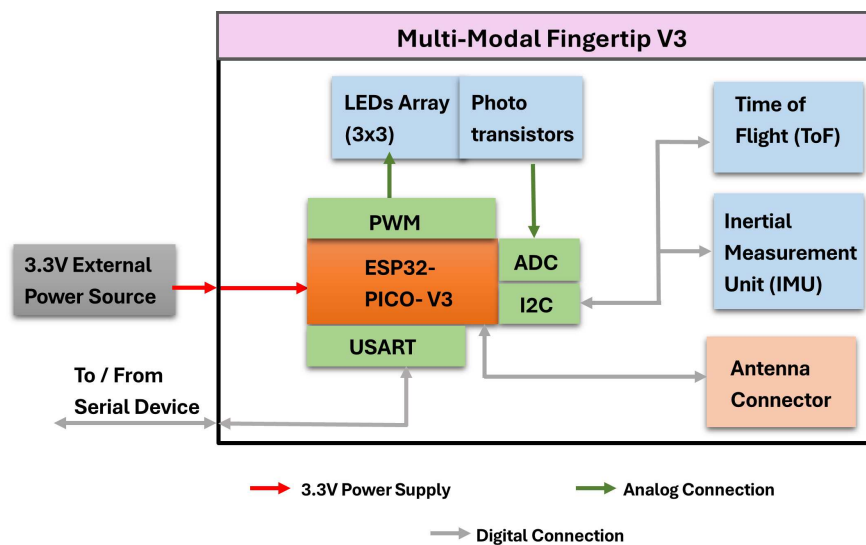 Multi-Modal Fingertip V3
LEDs Array
(3x3)
Photo
transistors
Time of
Flight (ToF)
PWM
Inertial
Measurement
Unit (IMU)
3.3V External
Power Source
ESP32-
PICO- V3
ADC
I2C
USART
To / From
Serial Device
Antenna
Connector
3.3V Power Supply
Analog Connection
Digital Connection